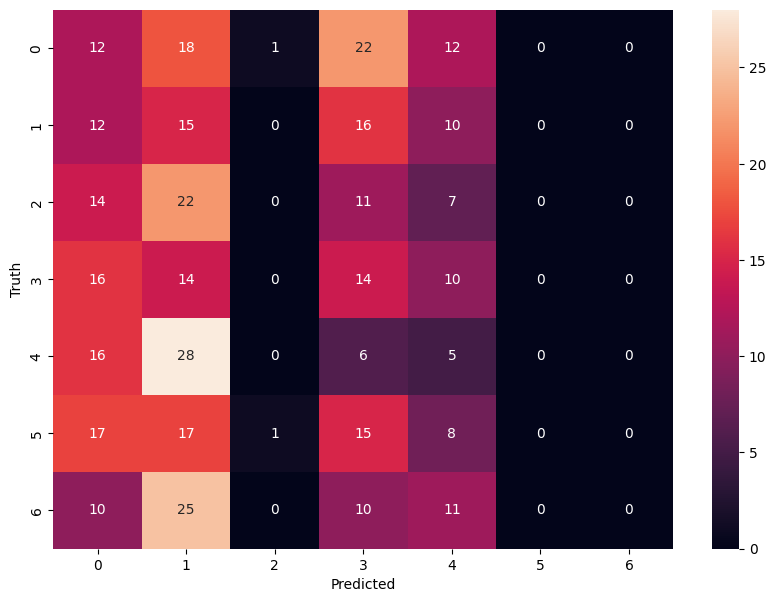 0 12 18 1 22 12 0 0
1 12 15 0 16 10 0 0
2 14 22 0 11 7 0 0
3 16 14 0 14 10 0 0
4 16 28 0 6 5 0 0
5 17 17 1 15 8 0 0
6 10 25 0 10 11 0 0
0 1 2 3 4 5 6
Predicted
Truth
25
20
15
10
5
0